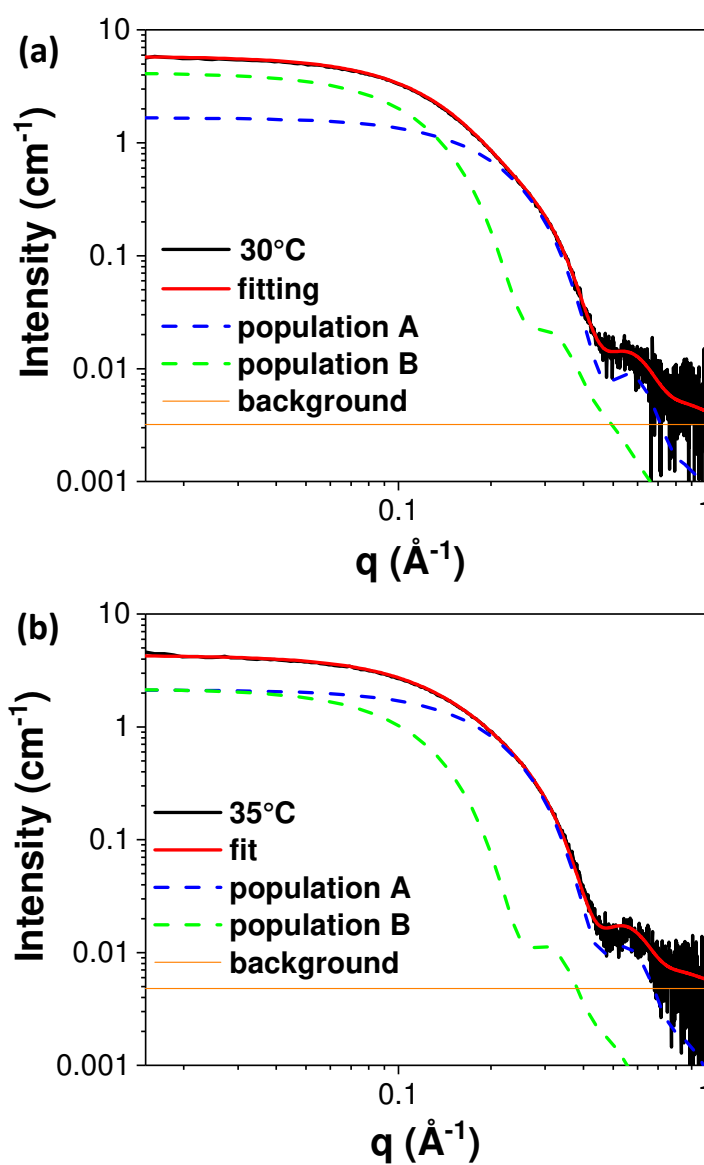 (a)
10
1
0.1
0.01
0.001
Intensity (cm⁻¹)
30°C
fitting
population A
population B
background
0.1
1
q (Å⁻¹)
(b)
10
1
0.1
0.01
0.001
Intensity (cm⁻¹)
35°C
fit
population A
population B
background
0.1
1
q (Å⁻¹)